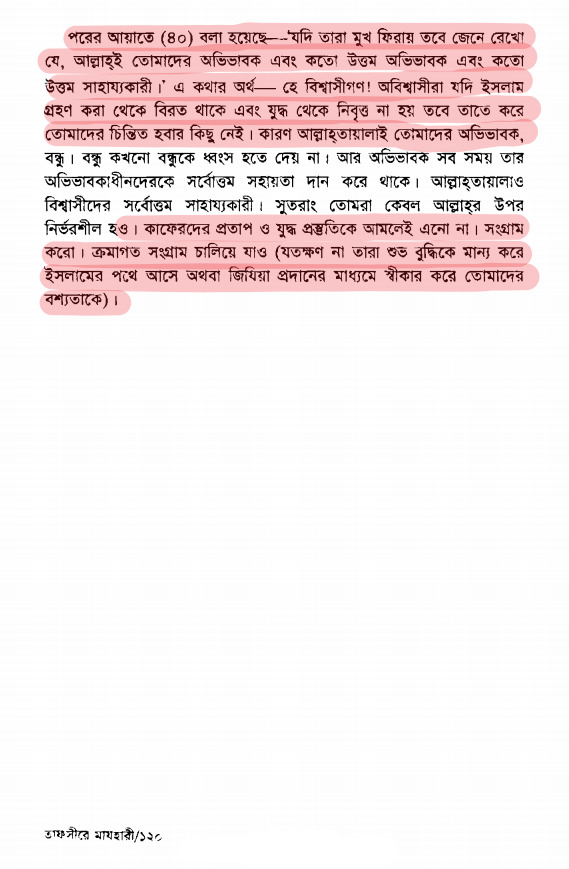 পরের আয়াতে (৪০) বলা হয়েছে—-‘যদি তারা মুখ ফিরায় তবে জেনে রেখো
যে, আল্লাহ্ই তোমাদের অভিভাবক এবং কতো উত্তম অভিভাবক এবং কতো
উত্তম সাহায্যকারী।’ এ কথার অর্থ— হে বিশ্বাসীগণ! অবিশ্বাসীরা যদি ইসলাম
গ্রহণ করা থেকে বিরত থাকে এবং যুদ্ধ থেকে নিবৃত্ত না হয় তবে তাতে করে
তোমাদের চিন্তিত হবার কিছু নেই। কারণ আল্লাহ্তায়ালাই তোমাদের অভিভাবক,
বন্ধু। বন্ধু কখনো বন্ধুকে ধ্বংস হতে দেয় না। আর অভিভাবক সব সময় তার
অভিভাবকাধীনদেরকে সর্বোত্তম সহায়তা দান করে থাকে। আল্লাহ্তায়ালাও
বিশ্বাসীদের সর্বোত্তম সাহায্যকারী। সুতরাং তোমরা কেবল আল্লাহ্র উপর
নির্ভরশীল হও। কাফেরদের প্রতাপ ও যুদ্ধ প্রস্তুতিকে আমলেই এনো না। সংগ্রাম
করো। ক্রমাগত সংগ্রাম চালিয়ে যাও (যতক্ষণ না তারা শুভ বুদ্ধিকে মান্য করে
ইসলামের পথে আসে অথবা জিযিয়া প্রদানের মাধ্যমে স্বীকার করে তোমাদের
বশ্যতাকে)।
তাফসীরে মাযহারী/১২০